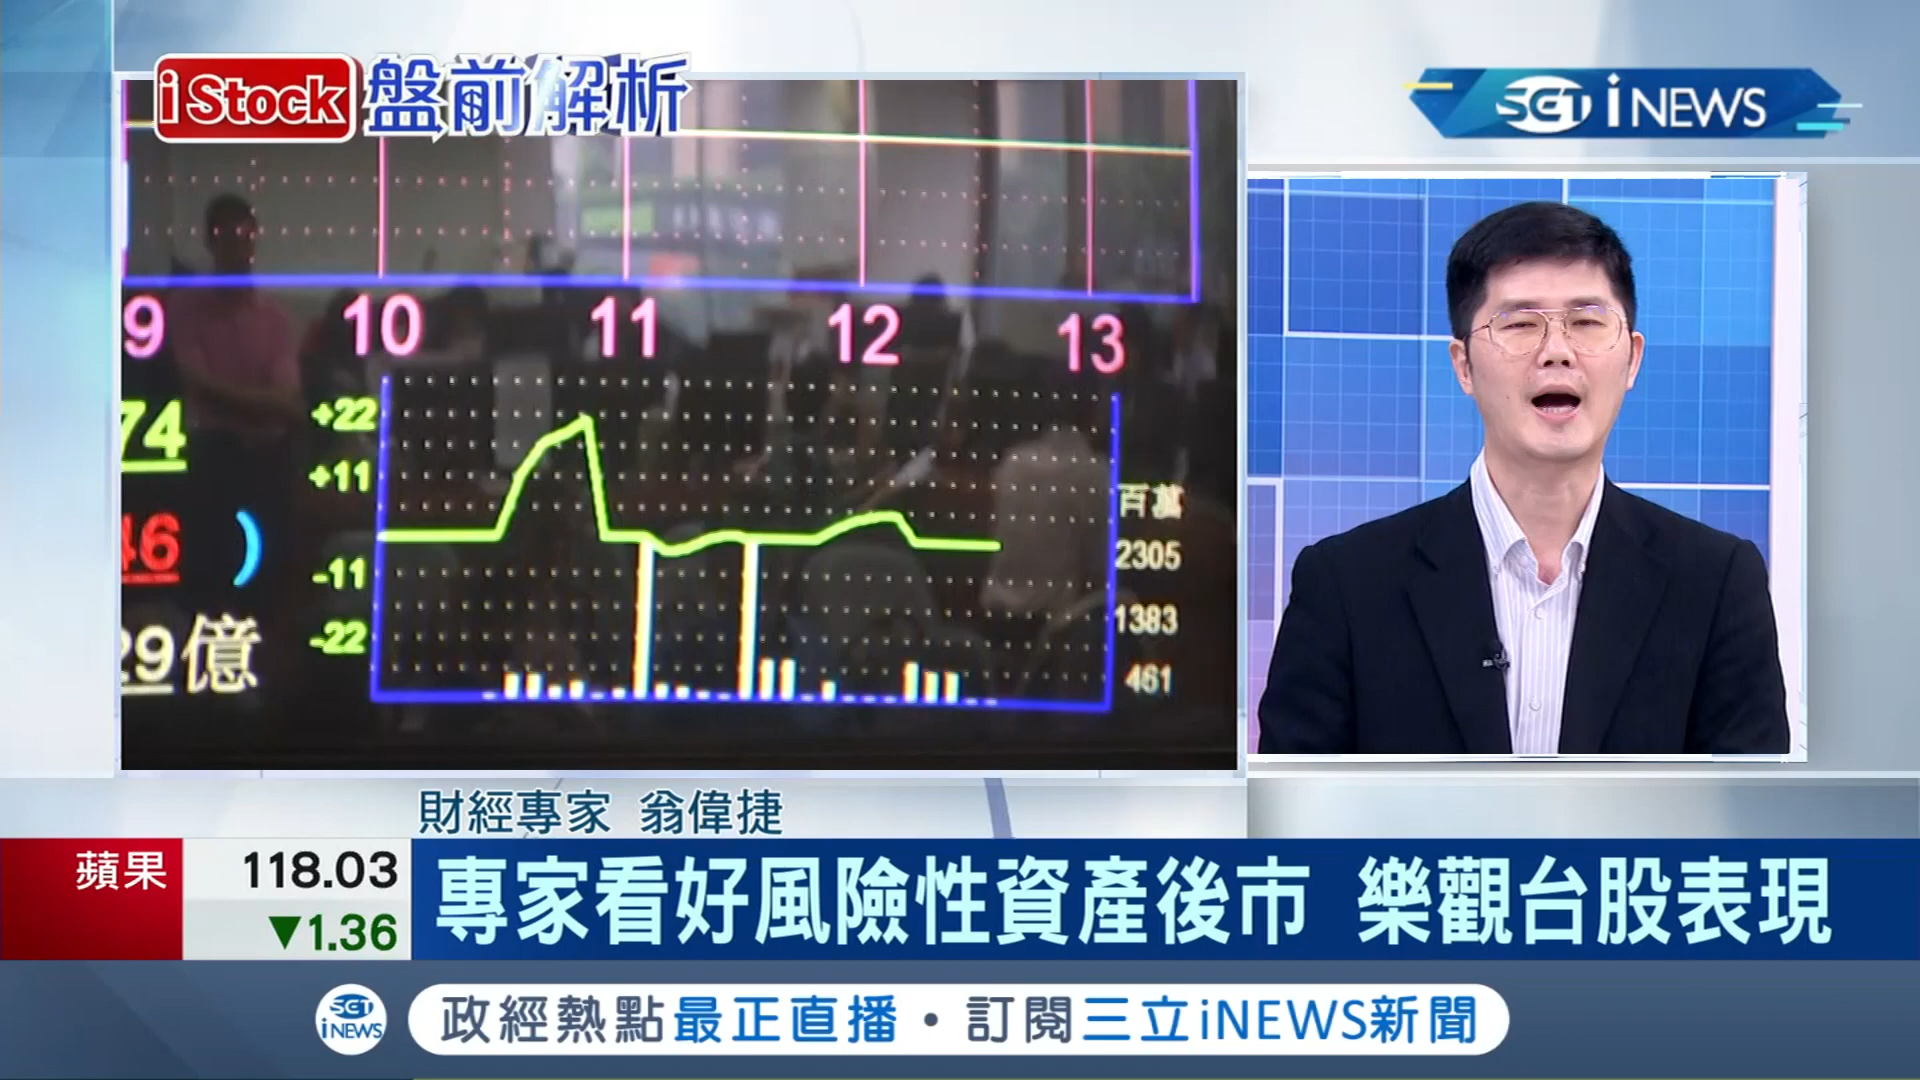 iStock 盤前解析
SET iNEWS
9 10 11 12 13
74
+22
+11
46 )
-11
29億
-22
百萬
2305
1383
461
財經專家 翁偉捷
蘋果 118.03
▼1.36
專家看好風險性資產後市 樂觀台股表現
SET iNEWS
政經熱點最正直播・訂閱三立iNEWS新聞